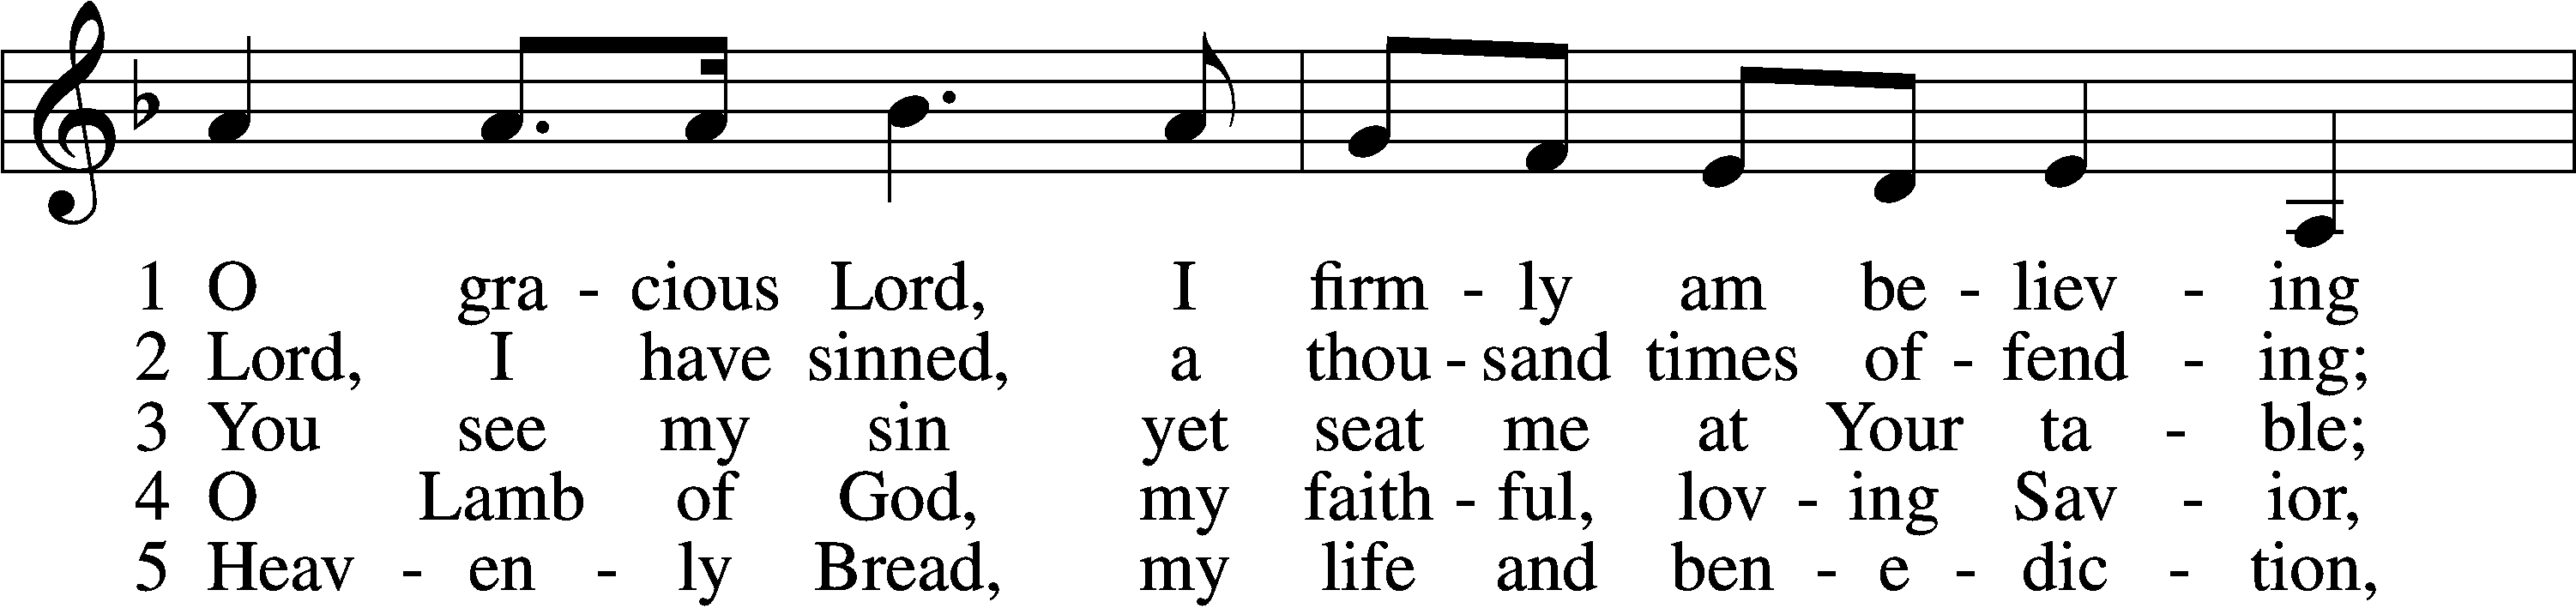 1 O gra - cious Lord, I firm - ly am be - liev - ing
2 Lord, I have sinned, a thou - sand times of - fend - ing;
3 You see my sin yet seat me at Your ta - ble;
4 O Lamb of God, my faith - ful, lov - ing Sav - ior,
5 Heav - en - ly Bread, my life and ben - e - dic - tion,